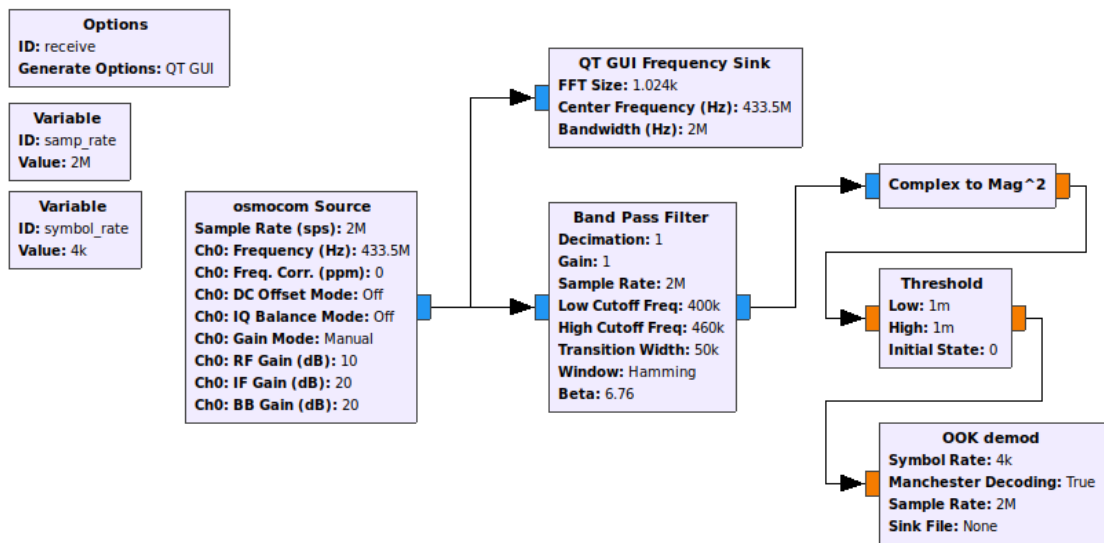 Options
ID: receive
Generate Options: QT GUI
Variable
ID: samp_rate
Value: 2M
Variable
ID: symbol_rate
Value: 4k
osmocom Source
Sample Rate (sps): 2M
Ch0: Frequency (Hz): 433.5M
Ch0: Freq. Corr. (ppm): 0
Ch0: DC Offset Mode: Off
Ch0: IQ Balance Mode: Off
Ch0: Gain Mode: Manual
Ch0: RF Gain (dB): 10
Ch0: IF Gain (dB): 20
Ch0: BB Gain (dB): 20
QT GUI Frequency Sink
FFT Size: 1.024k
Center Frequency (Hz): 433.5M
Bandwidth (Hz): 2M
Band Pass Filter
Decimation: 1
Gain: 1
Sample Rate: 2M
Low Cutoff Freq: 400k
High Cutoff Freq: 460k
Transition Width: 50k
Window: Hamming
Beta: 6.76
Complex to Mag^2
Threshold
Low: 1m
High: 1m
Initial State: 0
OOK demod
Symbol Rate: 4k
Manchester Decoding: True
Sample Rate: 2M
Sink File: None